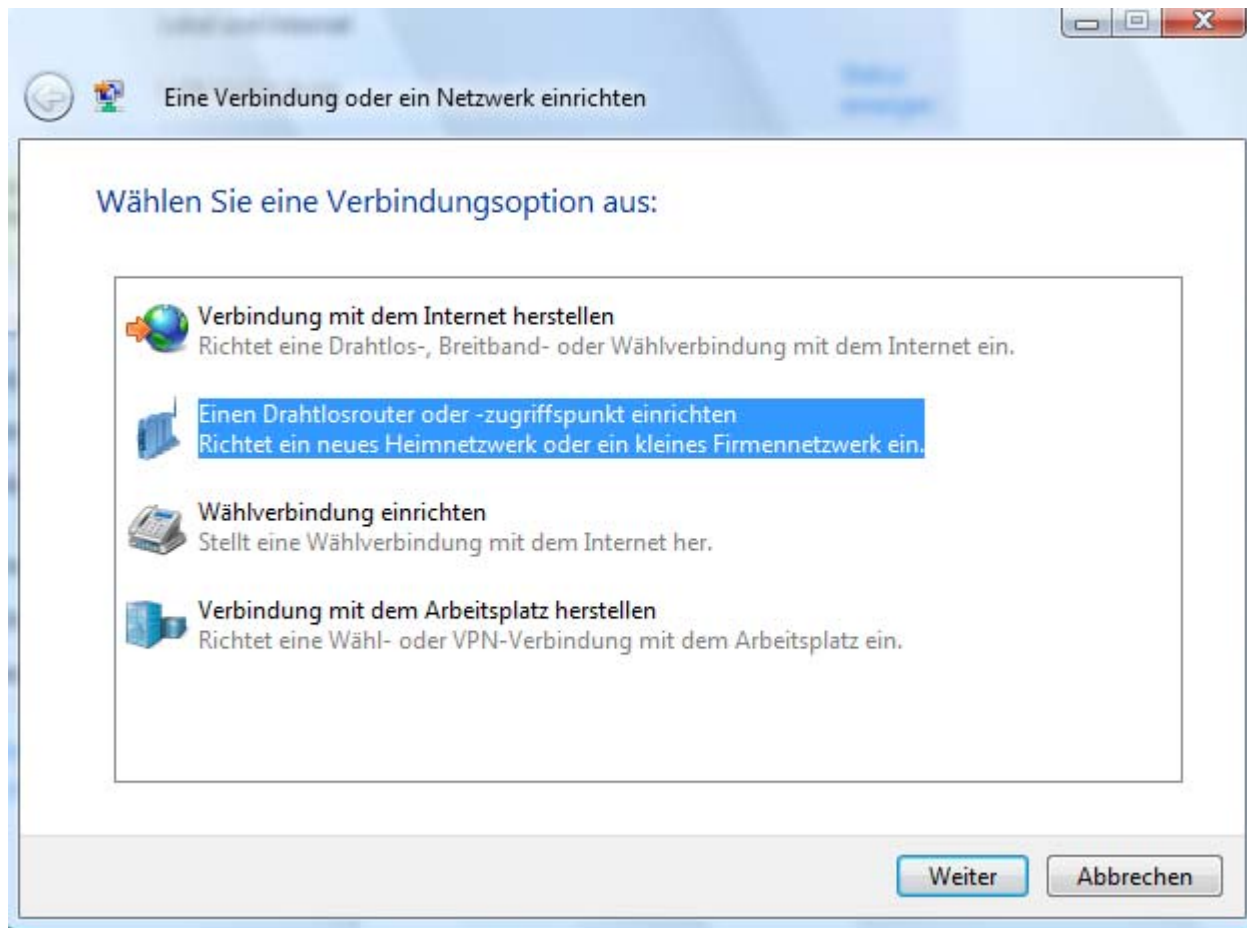 Eine Verbindung oder ein Netzwerk einrichten
Wählen Sie eine Verbindungsoption aus:
Verbindung mit dem Internet herstellen
Richtet eine Drahtlos-, Breitband- oder Wählverbindung mit dem Internet ein.
Einen Drahtlosrouter oder -zugriffspunkt einrichten
Richtet ein neues Heimnetzwerk oder ein kleines Firmennetzwerk ein.
Wählverbindung einrichten
Stellt eine Wählverbindung mit dem Internet her.
Verbindung mit dem Arbeitsplatz herstellen
Richtet eine Wähl- oder VPN-Verbindung mit dem Arbeitsplatz ein.
Weiter
Abbrechen